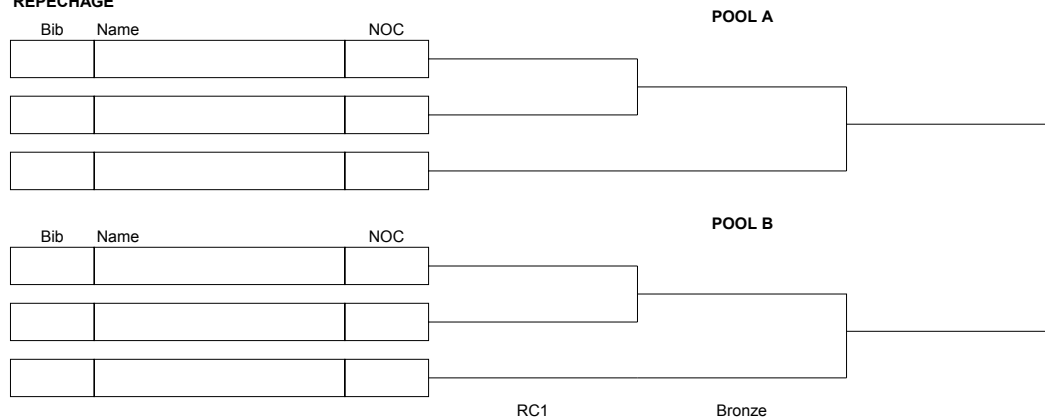 REPECHAGE
POOL A
Bib Name NOC
POOL B
Bib Name NOC
RC1 Bronze